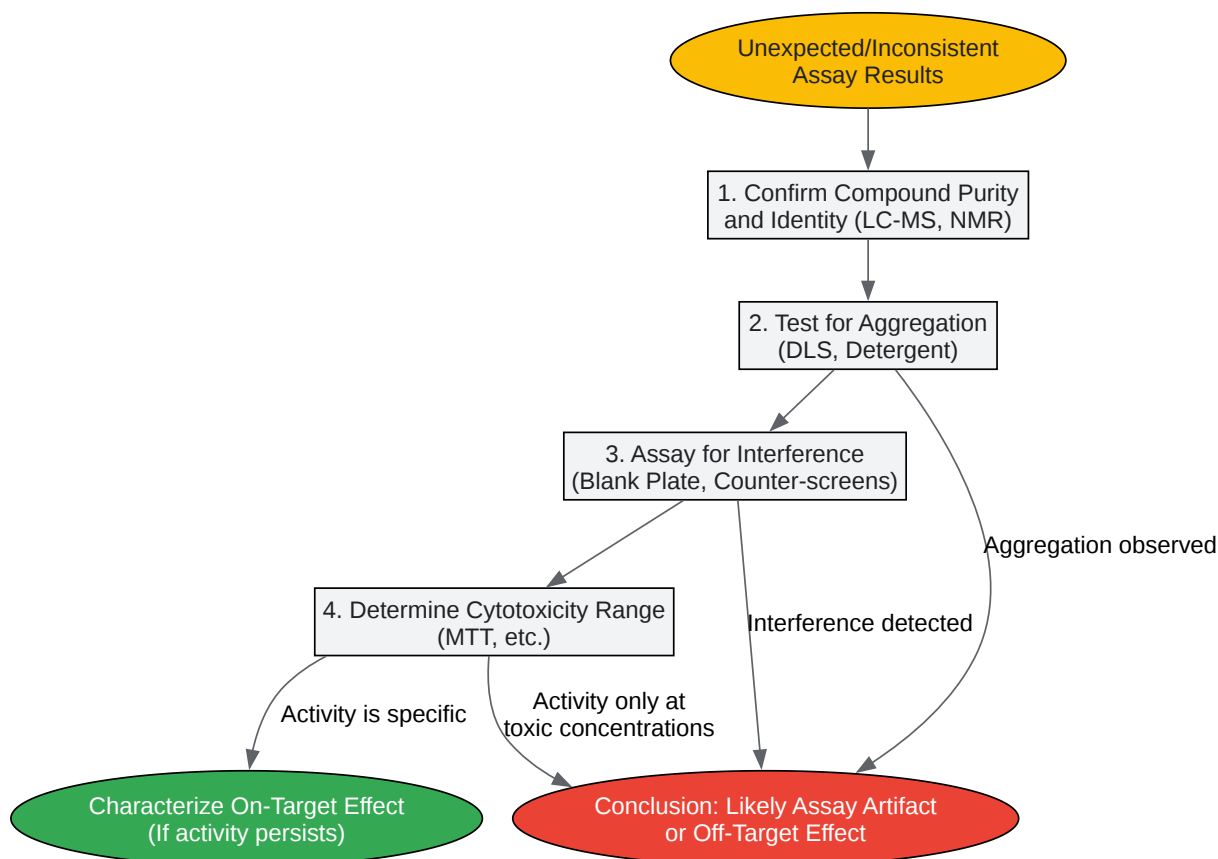 Unexpected/Inconsistent
Assay Results
1. Confirm Compound Purity
and Identity (LC-MS, NMR)
2. Test for Aggregation
(DLS, Detergent)
3. Assay for Interference
(Blank Plate, Counter-screens)
Aggregation observed
4. Determine Cytotoxicity Range
(MTT, etc.)
Interference detected
Activity is specific
Activity only at
toxic concentrations
Characterize On-Target Effect
(If activity persists)
Conclusion: Likely Assay Artifact
or Off-Target Effect